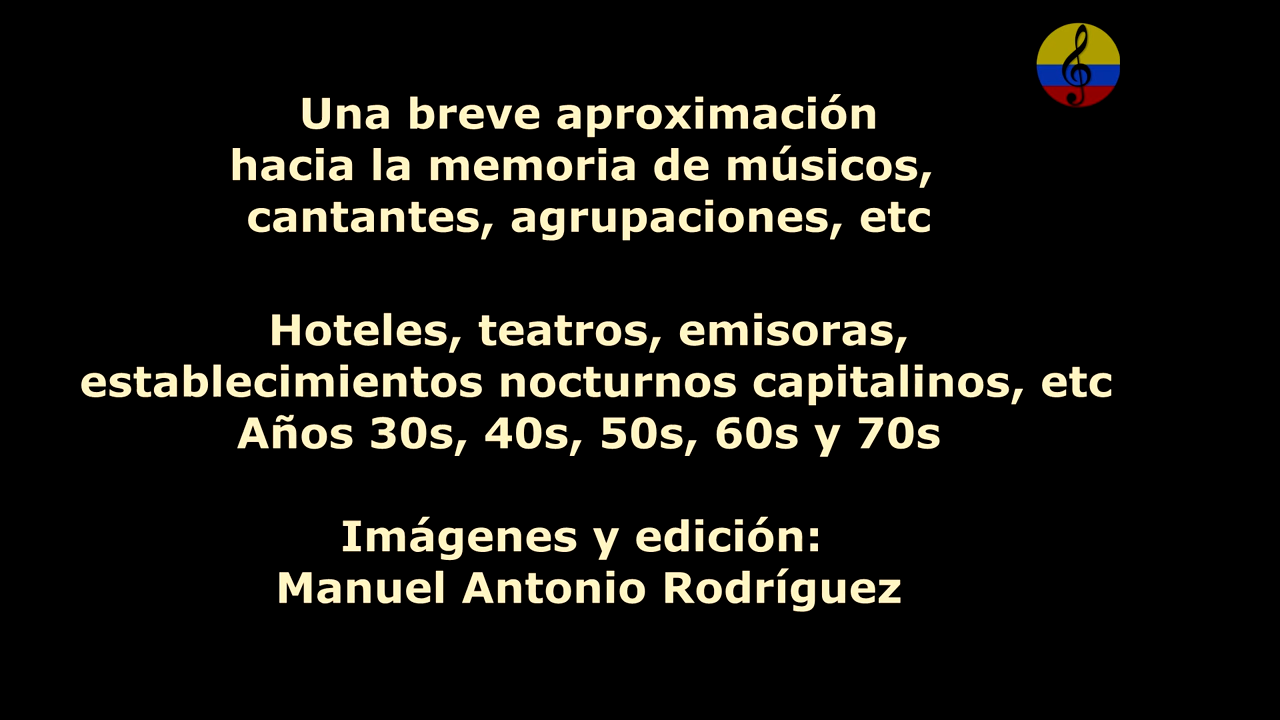 Una breve aproximación
hacia la memoria de músicos,
cantantes, agrupaciones, etc
Hoteles, teatros, emisoras,
establecimientos nocturnos capitalinos, etc
Años 30s, 40s, 50s, 60s y 70s
Imágenes y edición:
Manuel Antonio Rodríguez